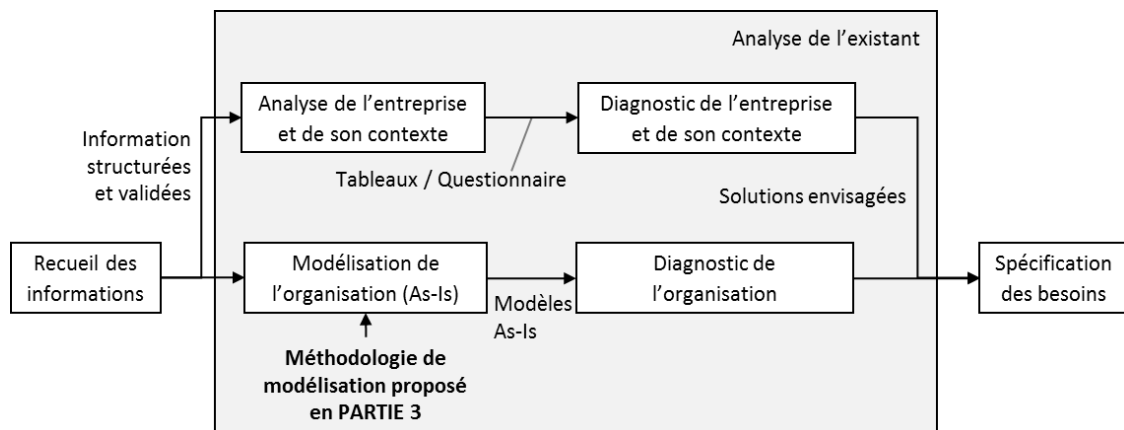 Analyse de l’existant
Analyse de l’entreprise
et de son contexte
Diagnostic de l’entreprise
et de son contexte
Information
structurées
et validées
Tableaux / Questionnaire
Solutions envisagées
Recueil des
informations
Modélisation de
l’organisation (As-Is)
Modèles
As-Is
Diagnostic de
l’organisation
Spécification
des besoins
Méthodologie de
modélisation proposé
en PARTIE 3